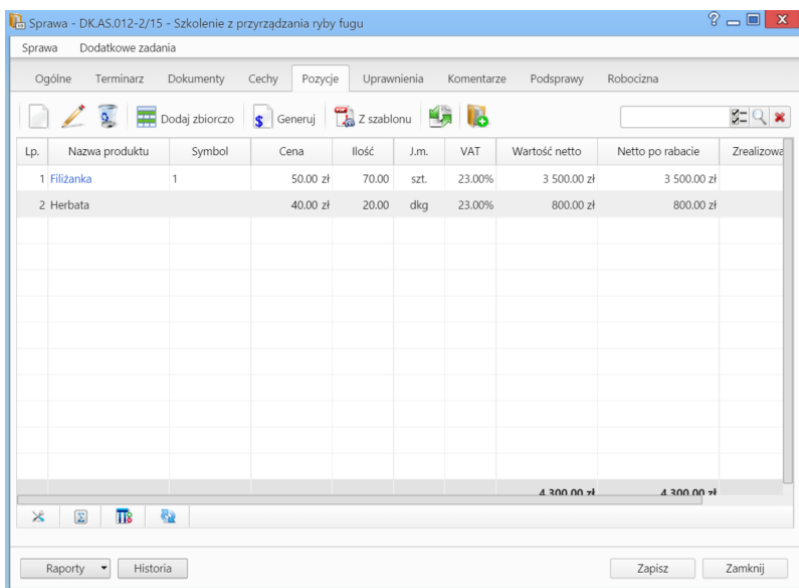 Sprawa - DK.AS.012-2/15 - Szkolenie z przyrządzania ryby fugu
Sprawa Dodatkowe zadania
Ogólne Terminarz Dokumenty Cechy Pozycje Uprawnienia Komentarze Podsprawy Robocizna
Dodaj zbiorczo Generuj Z szablonu
Lp. Nazwa produktu Symbol Cena Ilość J.m. VAT Wartość netto Netto po rabacie Zrealizowa
1 Filiżanka 1 50.00 zł 70.00 szt. 23.00% 3 500.00 zł 3 500.00 zł
2 Herbata 40.00 zł 20.00 dkg 23.00% 800.00 zł 800.00 zł
4 300.00 zł 4 300.00 zł
Raporty Historia Zapisz Zamknij